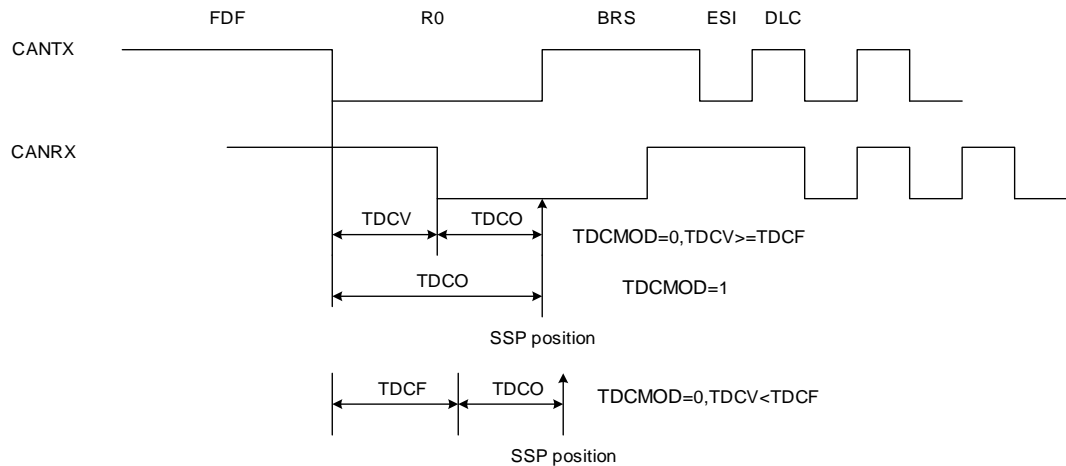 FDF R0 BRS ESI DLC
CANTX
CANRX
TDCV TDCO TDCMOD=0,TDCV>=TDCF
TDCO TDCMOD=1
SSP position
TDCF TDCO TDCMOD=0,TDCV<TDCF
SSP position